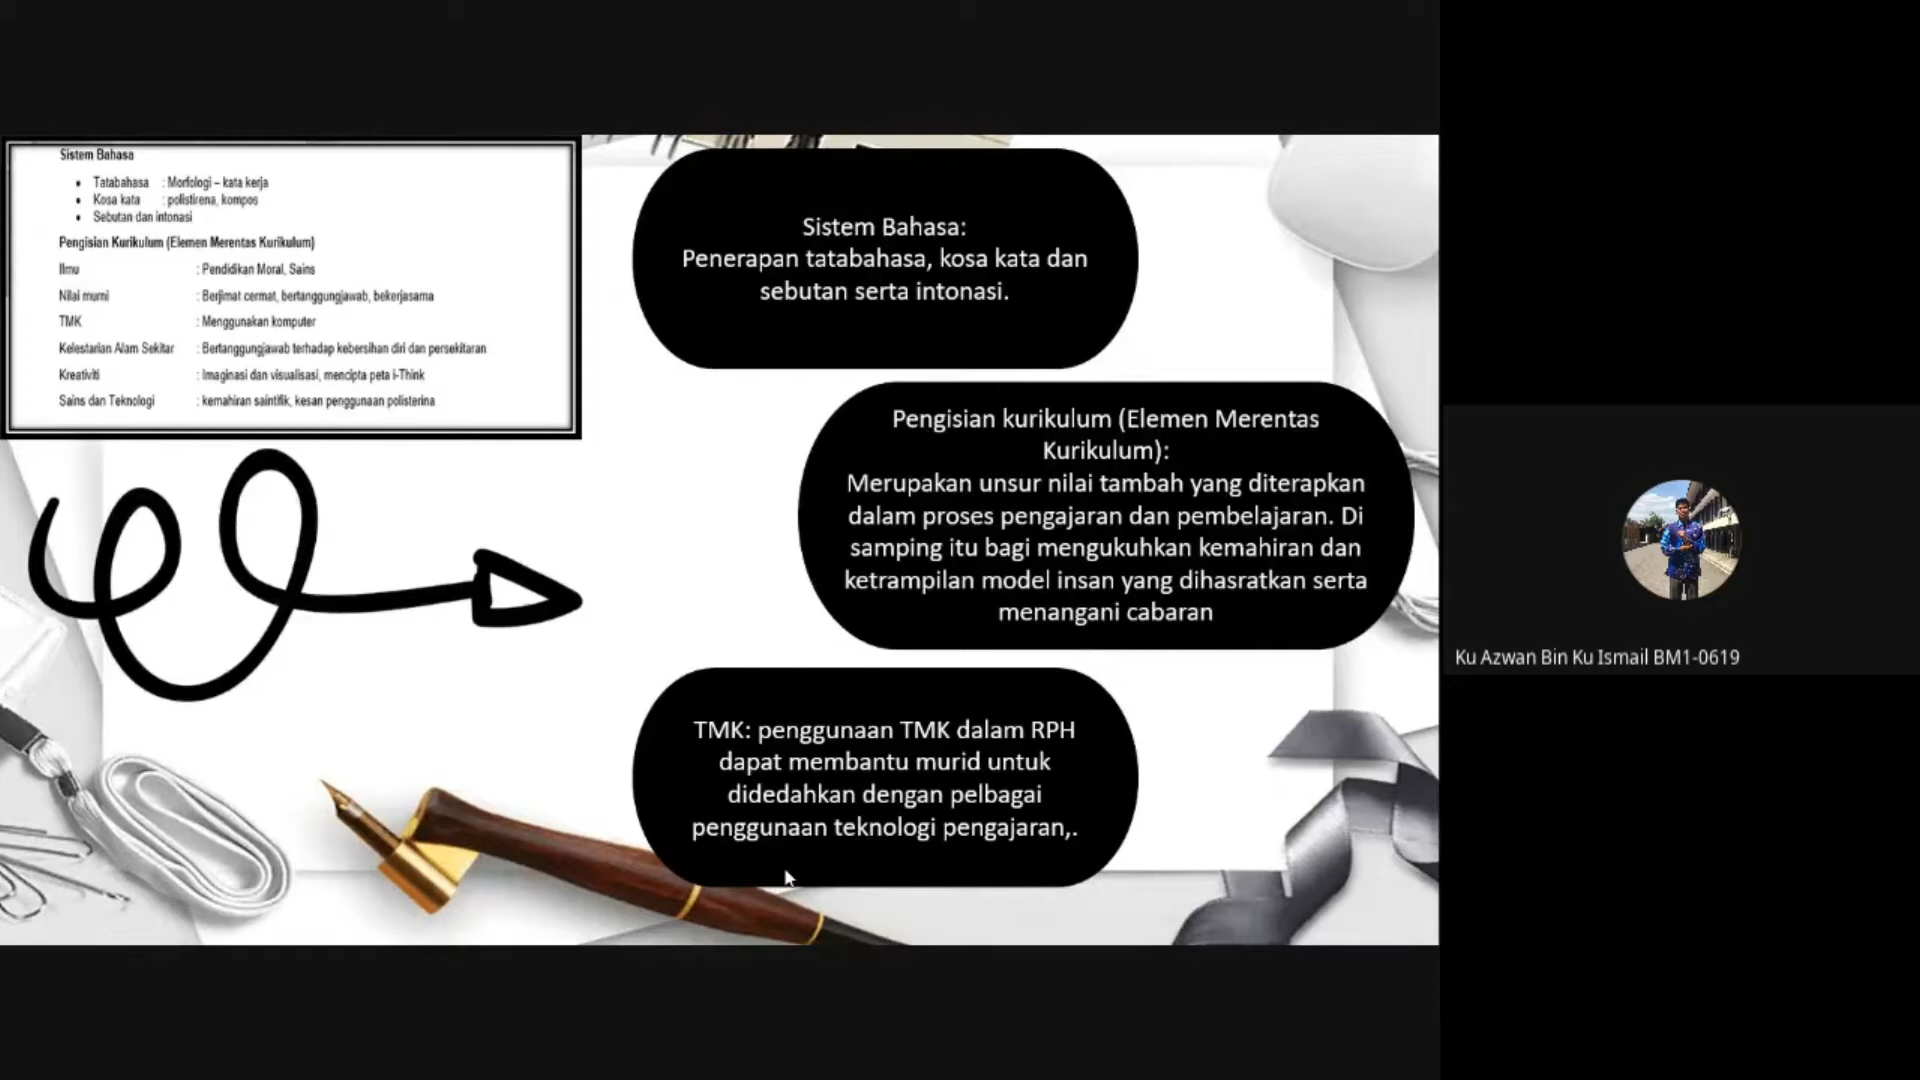 Sistem Bahasa
• Tatabahasa : Morfologi – kata kerja
• Kosa kata : polistirena, kompos
• Sebutan dan intonasi
Pengisian Kurikulum (Elemen Merentas Kurikulum)
Ilmu : Pendidikan Moral, Sains
Nilai murni : Berjimat cermat, bertanggungjawab, bekerjasama
TMK : Menggunakan komputer
Kelestarian Alam Sekitar : Bertanggungjawab terhadap kebersihan diri dan persekitaran
Kreativiti : Imaginasi dan visualisasi, mencipta peta i-Think
Sains dan Teknologi : kemahiran saintifik, kesan penggunaan polisterina
Sistem Bahasa:
Penerapan tatabahasa, kosa kata dan
sebutan serta intonasi.
Pengisian kurikulum (Elemen Merentas
Kurikulum):
Merupakan unsur nilai tambah yang diterapkan
dalam proses pengajaran dan pembelajaran. Di
samping itu bagi mengukuhkan kemahiran dan
ketrampilan model insan yang dihasratkan serta
menangani cabaran
TMK: penggunaan TMK dalam RPH
dapat membantu murid untuk
didedahkan dengan pelbagai
penggunaan teknologi pengajaran,.
Ku Azwan Bin Ku Ismail BM1-0619